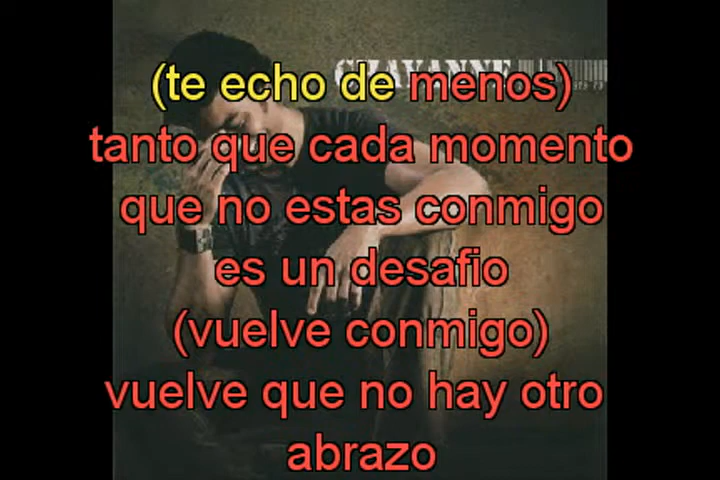 CHAYANNE
(te echo de menos)
tanto que cada momento
que no estas conmigo
es un desafio
(vuelve conmigo)
vuelve que no hay otro
abrazo